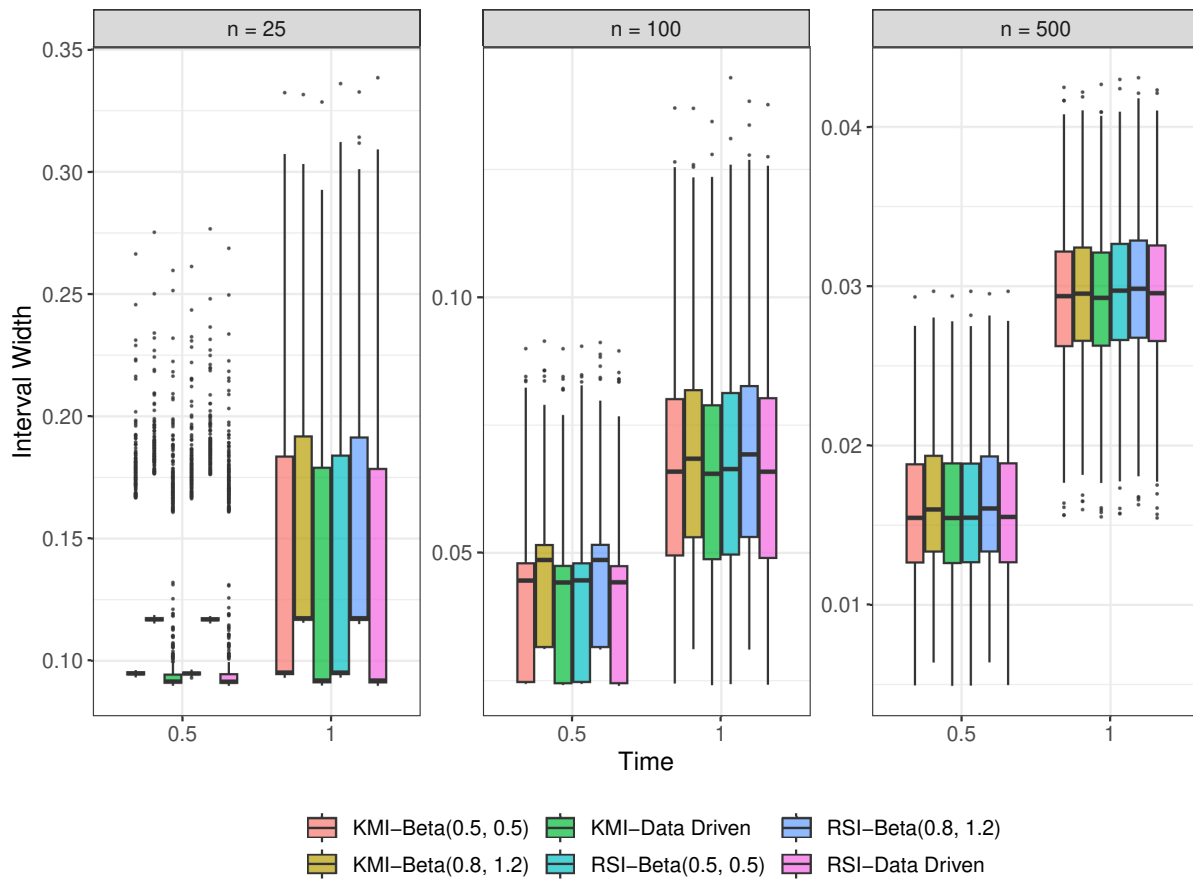 n = 25
n = 100
n = 500
Interval Width
0.35
0.30
0.25
0.20
0.15
0.10
0.10
0.05
0.04
0.03
0.02
0.01
0.5 1
0.5 1
0.5 1
Time
KMI−Beta(0.5, 0.5) KMI−Data Driven RSI−Beta(0.8, 1.2)
KMI−Beta(0.8, 1.2) RSI−Beta(0.5, 0.5) RSI−Data Driven